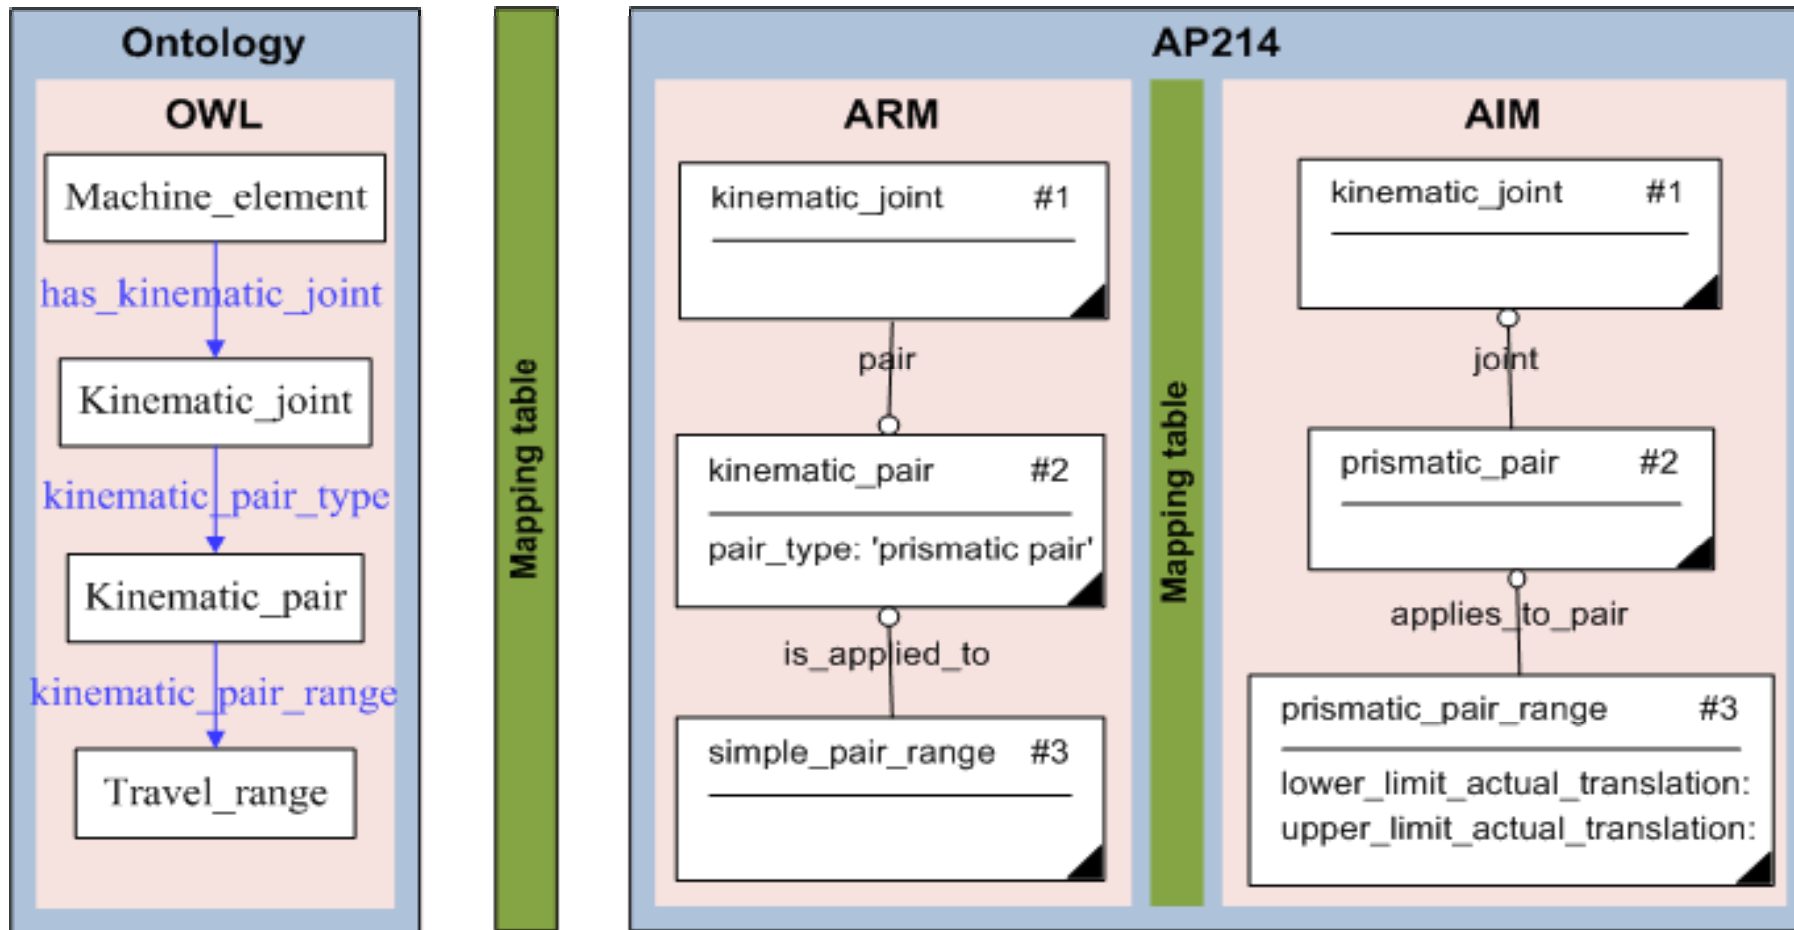 Ontology
OWL
Machine_element
has_kinematic_joint
Kinematic_joint
kinematic_pair_type
Kinematic_pair
kinematic_pair_range
Travel_range
Mapping table
AP214
ARM
kinematic_joint #1
pair
kinematic_pair #2
pair_type: 'prismatic pair'
is_applied_to
simple_pair_range #3
Mapping table
AIM
kinematic_joint #1
joint
prismatic_pair #2
applies_to_pair
prismatic_pair_range #3
lower_limit_actual_translation:
upper_limit_actual_translation: